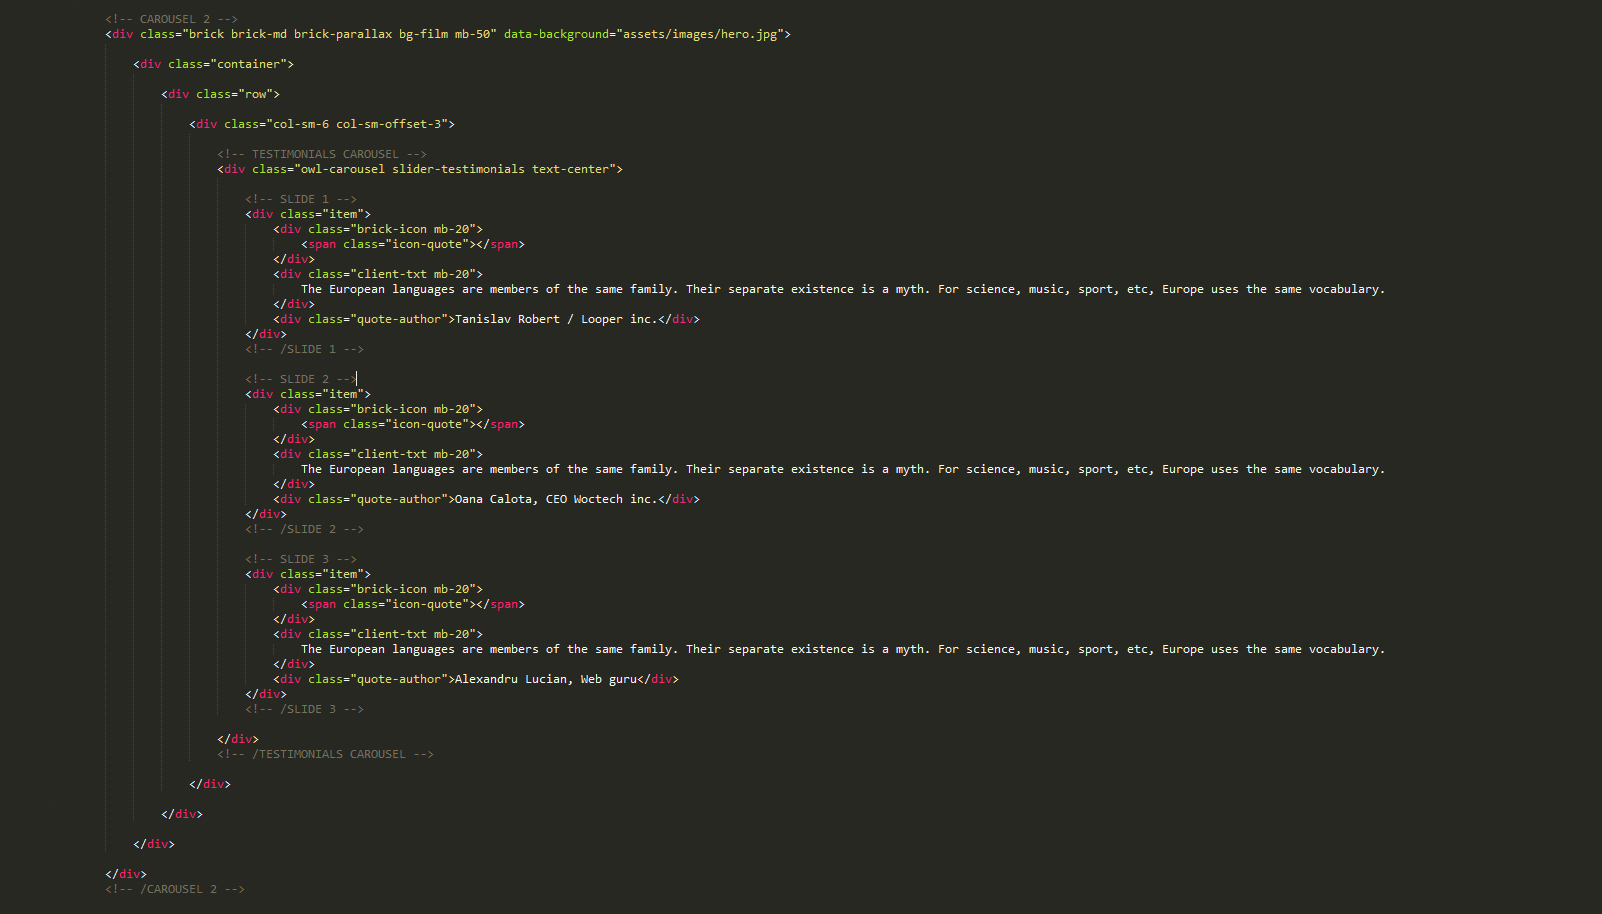 <!-- CAROUSEL 2 -->
<div class="brick brick-md brick-parallax bg-film mb-50" data-background="assets/images/hero.jpg">
<div class="container">
<div class="row">
<div class="col-sm-6 col-sm-offset-3">
<!-- TESTIMONIALS CAROUSEL -->
<div class="owl-carousel slider-testimonials text-center">
<!-- SLIDE 1 -->
<div class="item">
<div class="brick-icon mb-20">
<span class="icon-quote"></span>
</div>
<div class="client-txt mb-20">
The European languages are members of the same family. Their separate existence is a myth. For science, music, sport, etc, Europe uses the same vocabulary.
</div>
<div class="quote-author">Tanislav Robert / Looper inc.</div>
</div>
<!-- /SLIDE 1 -->
<!-- SLIDE 2 -->
<div class="item">
<div class="brick-icon mb-20">
<span class="icon-quote"></span>
</div>
<div class="client-txt mb-20">
The European languages are members of the same family. Their separate existence is a myth. For science, music, sport, etc, Europe uses the same vocabulary.
</div>
<div class="quote-author">Oana Calota, CEO Woctech inc.</div>
</div>
<!-- /SLIDE 2 -->
<!-- SLIDE 3 -->
<div class="item">
<div class="brick-icon mb-20">
<span class="icon-quote"></span>
</div>
<div class="client-txt mb-20">
The European languages are members of the same family. Their separate existence is a myth. For science, music, sport, etc, Europe uses the same vocabulary.
</div>
<div class="quote-author">Alexandru Lucian, Web guru</div>
</div>
<!-- /SLIDE 3 -->
</div>
<!-- /TESTIMONIALS CAROUSEL -->
</div>
</div>
</div>
</div>
<!-- /CAROUSEL 2 -->